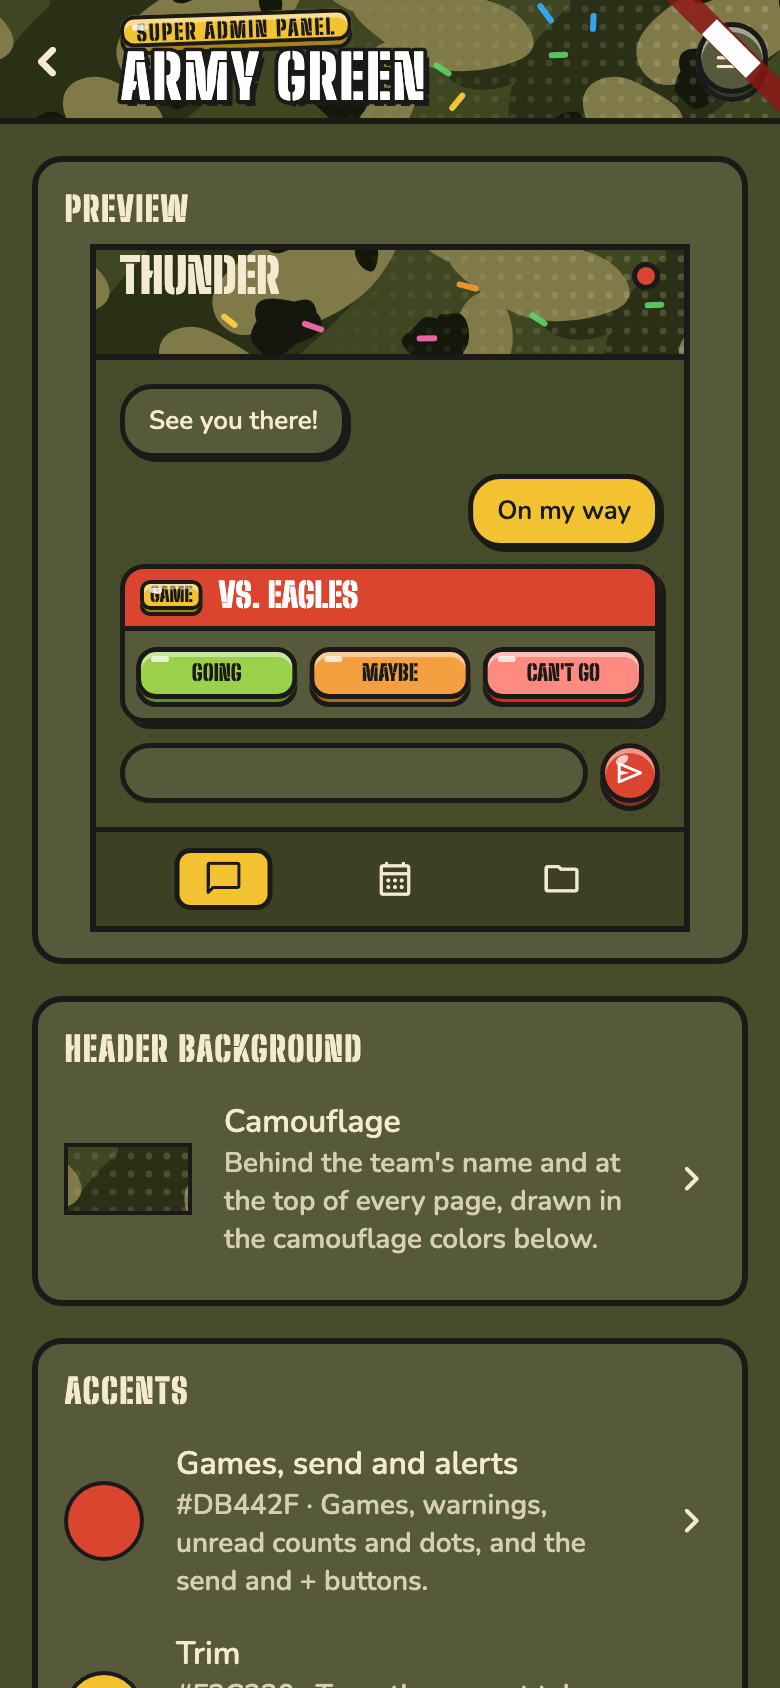 SUPER ADMIN PANEL
ARMY GREEN
PREVIEW
THUNDER
See you there!
On my way
GAME VS. EAGLES
GOING MAYBE CAN'T GO
HEADER BACKGROUND
Camouflage
Behind the team's name and at
the top of every page, drawn in
the camouflage colors below.
ACCENTS
Games, send and alerts
#DB442F · Games, warnings,
unread counts and dots, and the
send and + buttons.
Trim